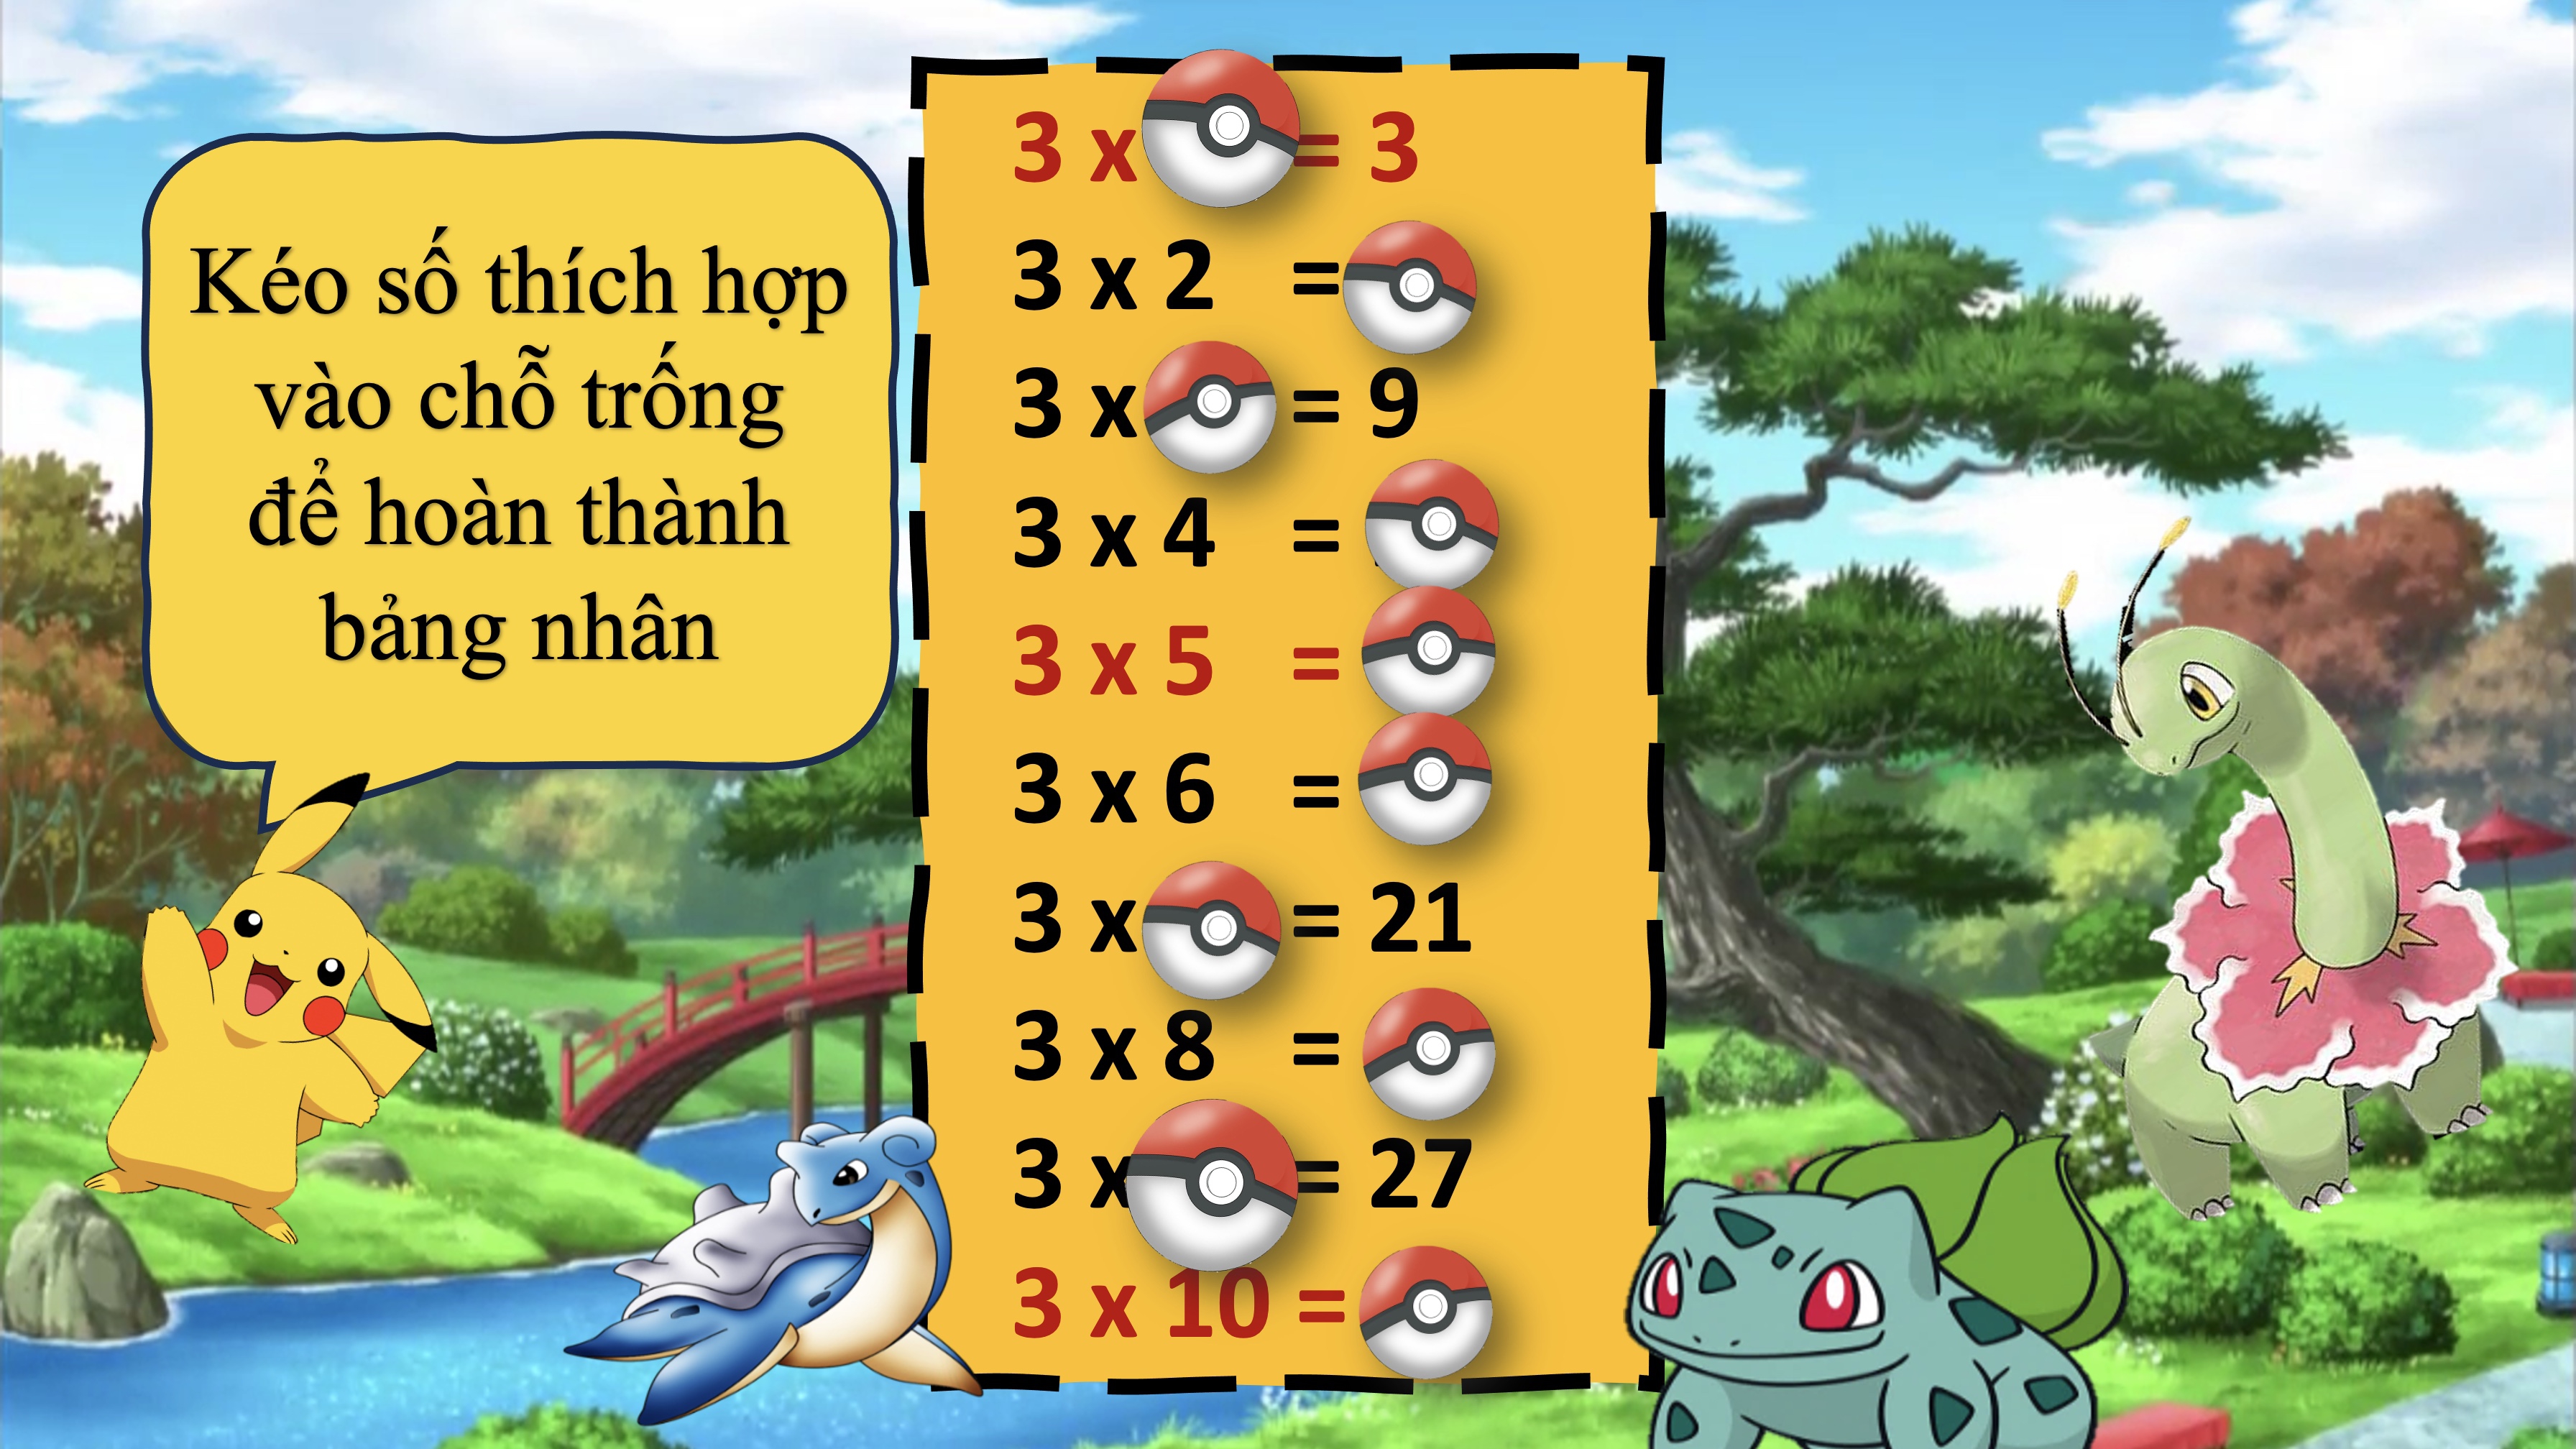 Kéo số thích hợp
vào chỗ trống
để hoàn thành
bảng nhân
3 x = 3
3 x 2 =
3 x = 9
3 x 4 =
3 x 5 =
3 x 6 =
3 x = 21
3 x 8 =
3 x = 27
3 x 10 =